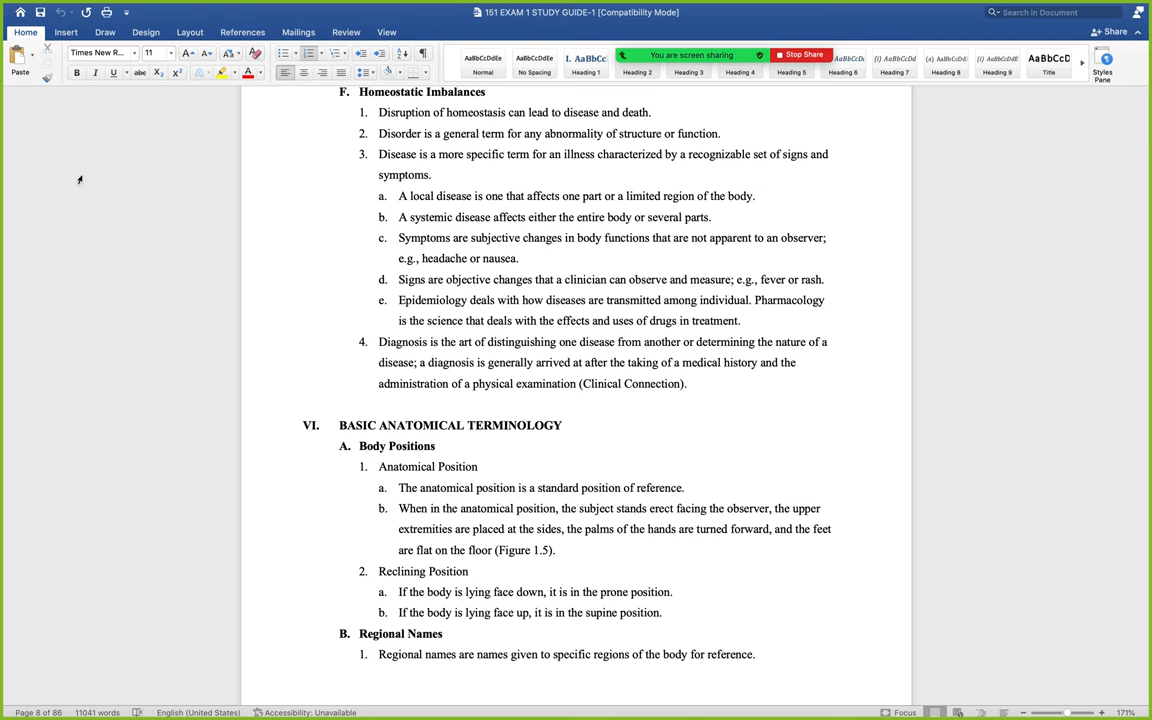 151 EXAM 1 STUDY GUIDE-1 [Compatibility Mode]
Search in Document
Home Insert Draw Design Layout References Mailings Review View
Share
Paste
Times New R... 11
AaBbCcDdEe Normal
AaBbCcDdEe No Spacing
I. AaBbCc Heading 1
Heading 2
Heading 3
Heading 4
Heading 5
AaBbCcDc Heading 6
(i) AaBbCcDd Heading 7
(a) AaBbCcDd Heading 8
(i) AaBbCcDdE Heading 9
AaBbCcD Title
Styles Pane
You are screen sharing
Stop Share
F. Homeostatic Imbalances
1. Disruption of homeostasis can lead to disease and death.
2. Disorder is a general term for any abnormality of structure or function.
3. Disease is a more specific term for an illness characterized by a recognizable set of signs and
symptoms.
a. A local disease is one that affects one part or a limited region of the body.
b. A systemic disease affects either the entire body or several parts.
c. Symptoms are subjective changes in body functions that are not apparent to an observer;
e.g., headache or nausea.
d. Signs are objective changes that a clinician can observe and measure; e.g., fever or rash.
e. Epidemiology deals with how diseases are transmitted among individual. Pharmacology
is the science that deals with the effects and uses of drugs in treatment.
4. Diagnosis is the art of distinguishing one disease from another or determining the nature of a
disease; a diagnosis is generally arrived at after the taking of a medical history and the
administration of a physical examination (Clinical Connection).
VI. BASIC ANATOMICAL TERMINOLOGY
A. Body Positions
1. Anatomical Position
a. The anatomical position is a standard position of reference.
b. When in the anatomical position, the subject stands erect facing the observer, the upper
extremities are placed at the sides, the palms of the hands are turned forward, and the feet
are flat on the floor (Figure 1.5).
2. Reclining Position
a. If the body is lying face down, it is in the prone position.
b. If the body is lying face up, it is in the supine position.
B. Regional Names
1. Regional names are names given to specific regions of the body for reference.
Page 8 of 86 11041 words English (United States) Accessibility: Unavailable Focus 171%